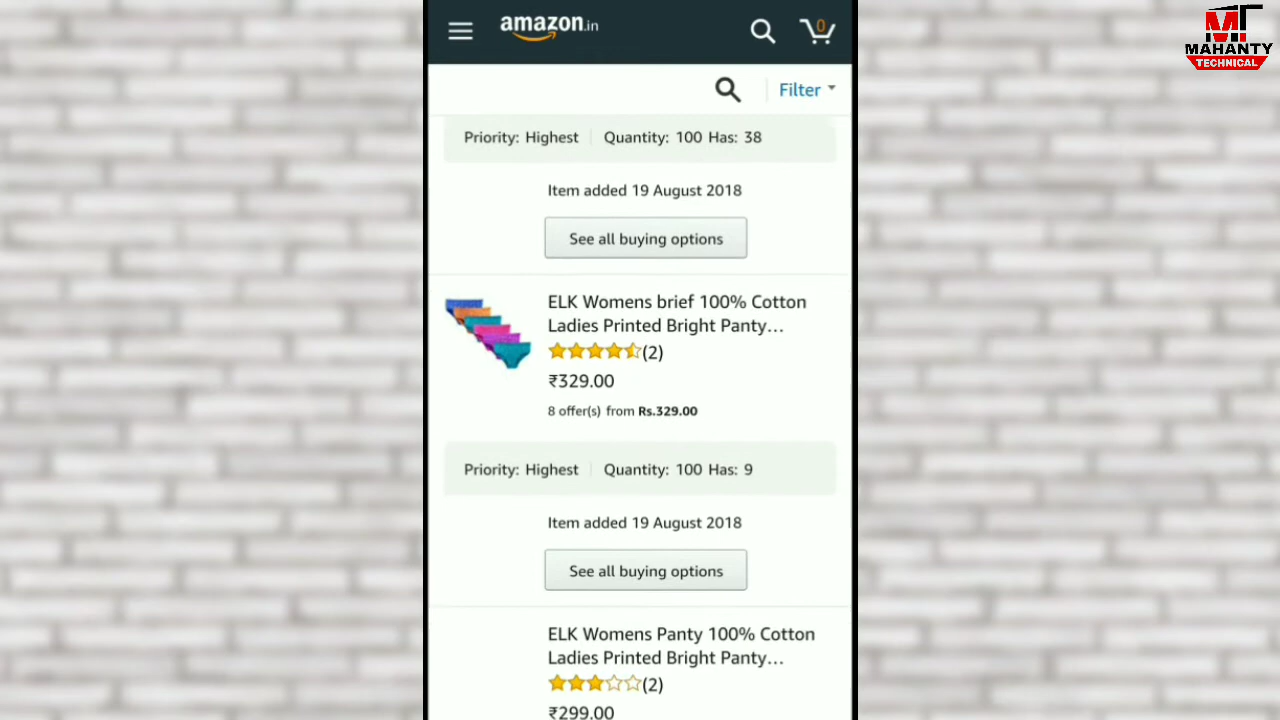 amazon.in
0
MT
MAHANTY
TECHNICAL
Filter
Priority: Highest Quantity: 100 Has: 38
Item added 19 August 2018
See all buying options
ELK Womens brief 100% Cotton
Ladies Printed Bright Panty...
(2)
₹329.00
8 offer(s) from Rs.329.00
Priority: Highest Quantity: 100 Has: 9
Item added 19 August 2018
See all buying options
ELK Womens Panty 100% Cotton
Ladies Printed Bright Panty...
(2)
₹299.00